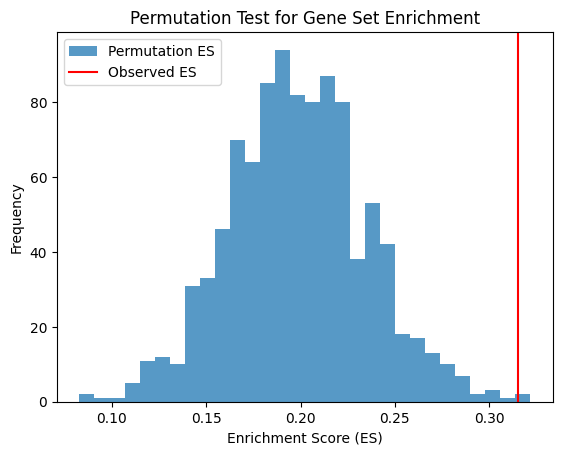 Permutation Test for Gene Set Enrichment
Permutation ES
Observed ES
Frequency
80
60
40
20
0
0.10 0.15 0.20 0.25 0.30
Enrichment Score (ES)